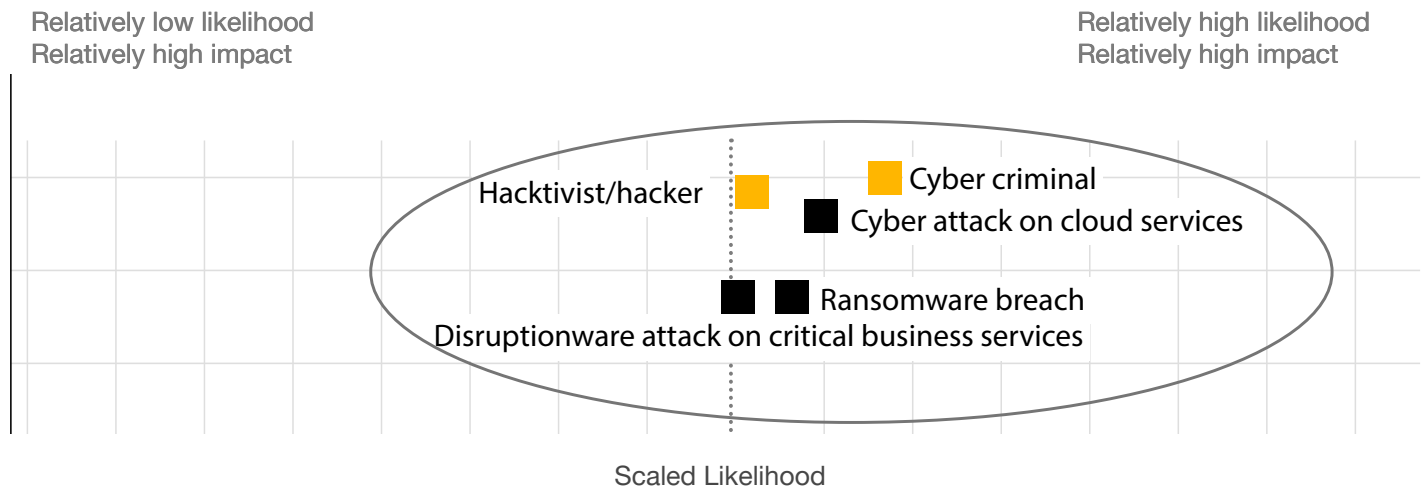 Relatively low likelihood
Relatively high impact
Relatively high likelihood
Relatively high impact
Hacktivist/hacker
Cyber criminal
Cyber attack on cloud services
Ransomware breach
Disruptionware attack on critical business services
Scaled Likelihood